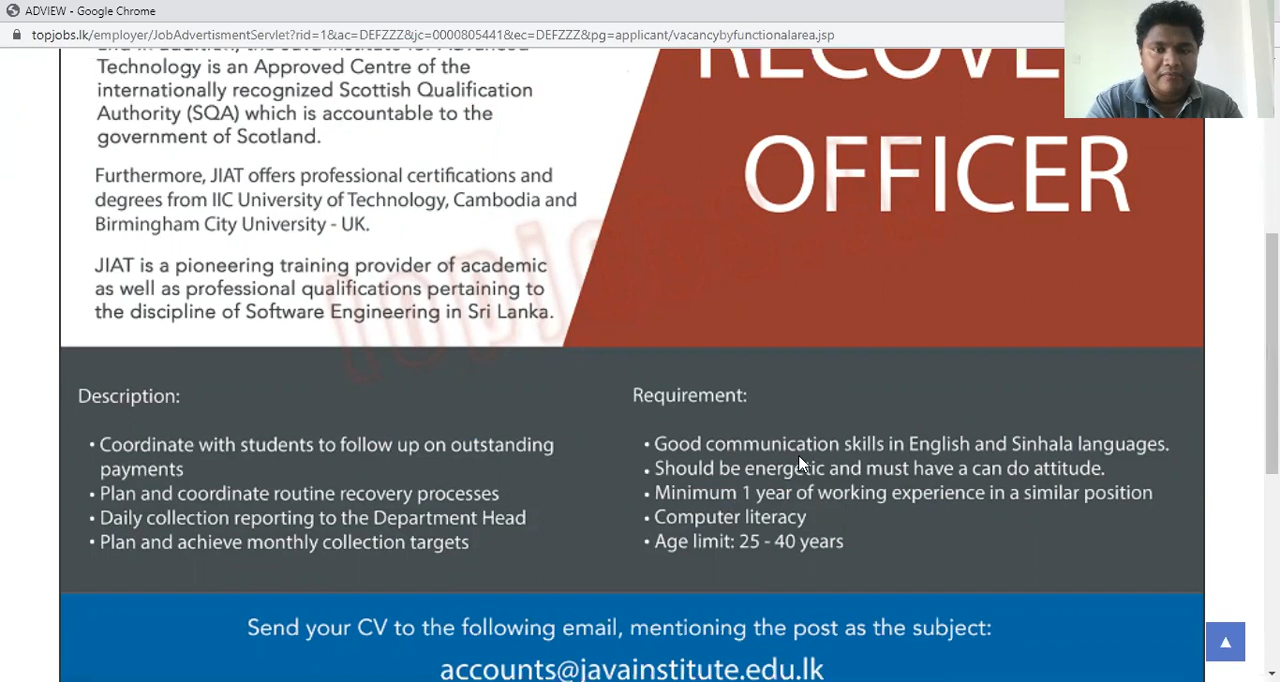 ADVIEW - Google Chrome
topjobs.lk/employer/JobAdvertismentServlet?rid=1&ac=DEFZZZ&jc=0000805441&ec=DEFZZZ&pg=applicant/vacancybyfunctionalarea.jsp
Technology is an Approved Centre of the
internationally recognized Scottish Qualification
Authority (SQA) which is accountable to the
government of Scotland.
Furthermore, JIAT offers professional certifications and
degrees from IIC University of Technology, Cambodia and
Birmingham City University - UK.
JIAT is a pioneering training provider of academic
as well as professional qualifications pertaining to
the discipline of Software Engineering in Sri Lanka.
OFFICER
Description:
• Coordinate with students to follow up on outstanding
payments
• Plan and coordinate routine recovery processes
• Daily collection reporting to the Department Head
• Plan and achieve monthly collection targets
Requirement:
• Good communication skills in English and Sinhala languages.
• Should be energetic and must have a can do attitude.
• Minimum 1 year of working experience in a similar position
• Computer literacy
• Age limit: 25 - 40 years
Send your CV to the following email, mentioning the post as the subject:
accounts@javainstitute.edu.lk